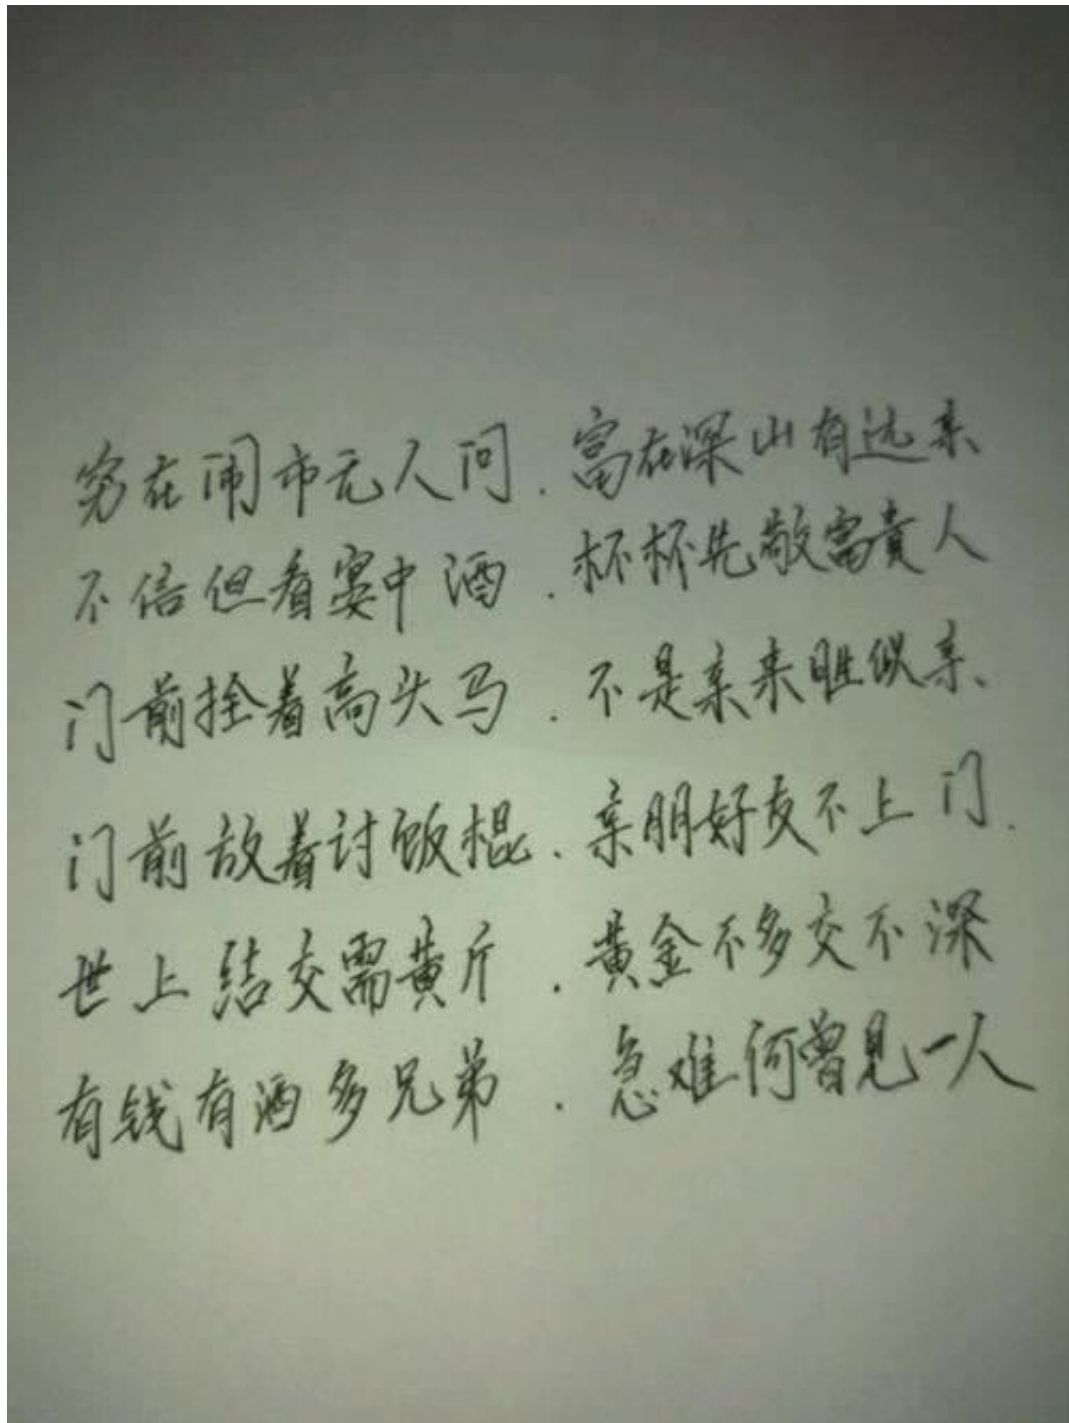 穷在闹市无人问.富在深山有远亲
不信但看宴中酒.杯杯先敬富貴人
门前拴着高头马.不是亲来胜似亲、
门前放着讨饭棍.亲朋好友不上门.
世上结交需黄斤.黄金不多交不深
有钱有酒多兄弟.急难何曾见一人